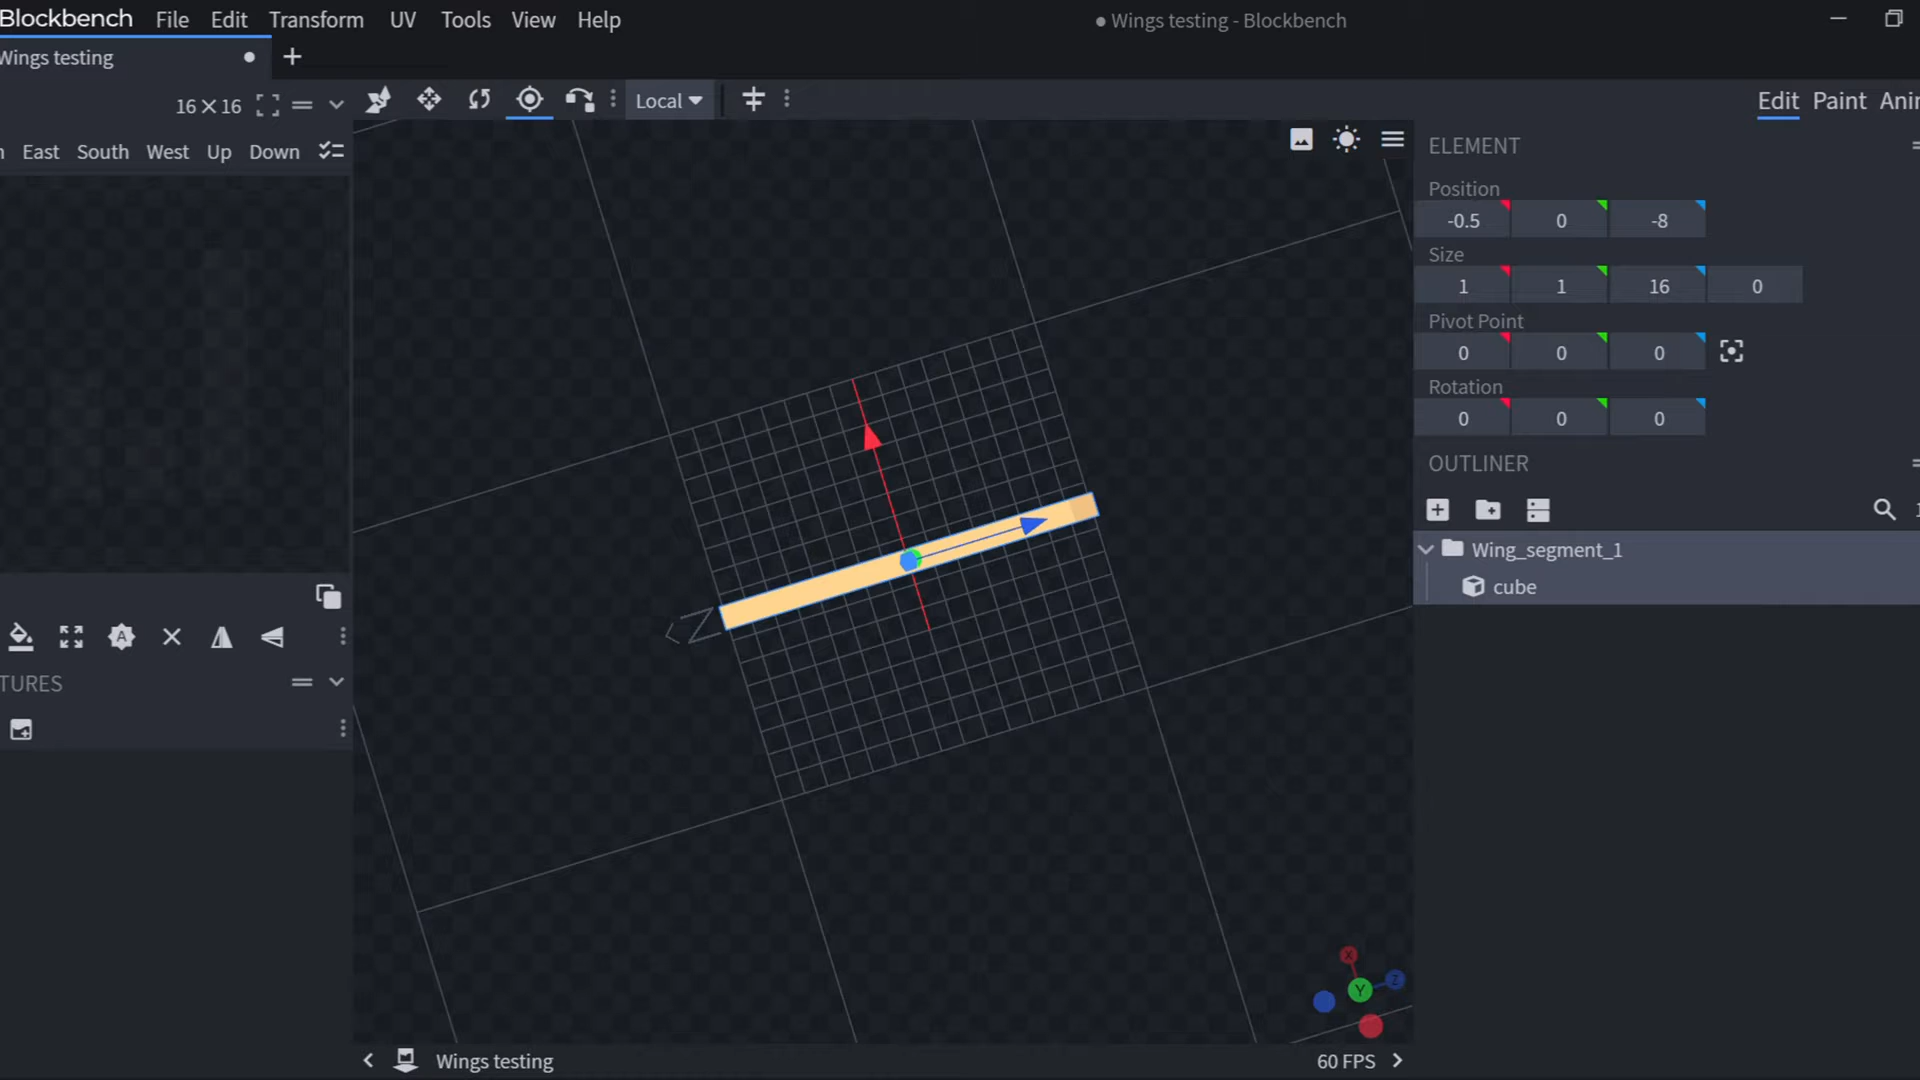 Blockbench File Edit Transform UV Tools View Help
● Wings testing - Blockbench
Wings testing
16×16
Local
Edit Paint Ani
East South West Up Down
ELEMENT
Position
-0.5 0 -8
Size
1 1 16 0
Pivot Point
0 0 0
Rotation
0 0 0
OUTLINER
Wing_segment_1
cube
TURES
X
Y
Z
Wings testing
60 FPS